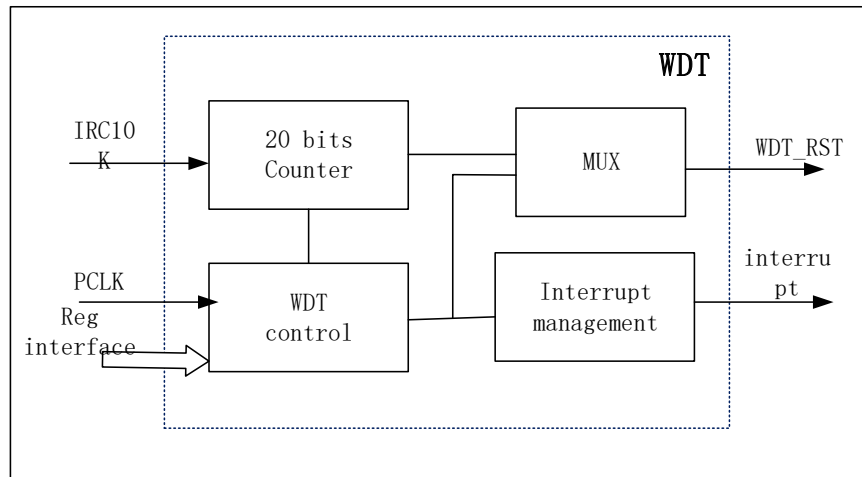 WDT
IRC10
K
20 bits
Counter
MUX
WDT_RST
PCLK
Reg
interface
WDT
control
Interrupt
management
interru
pt